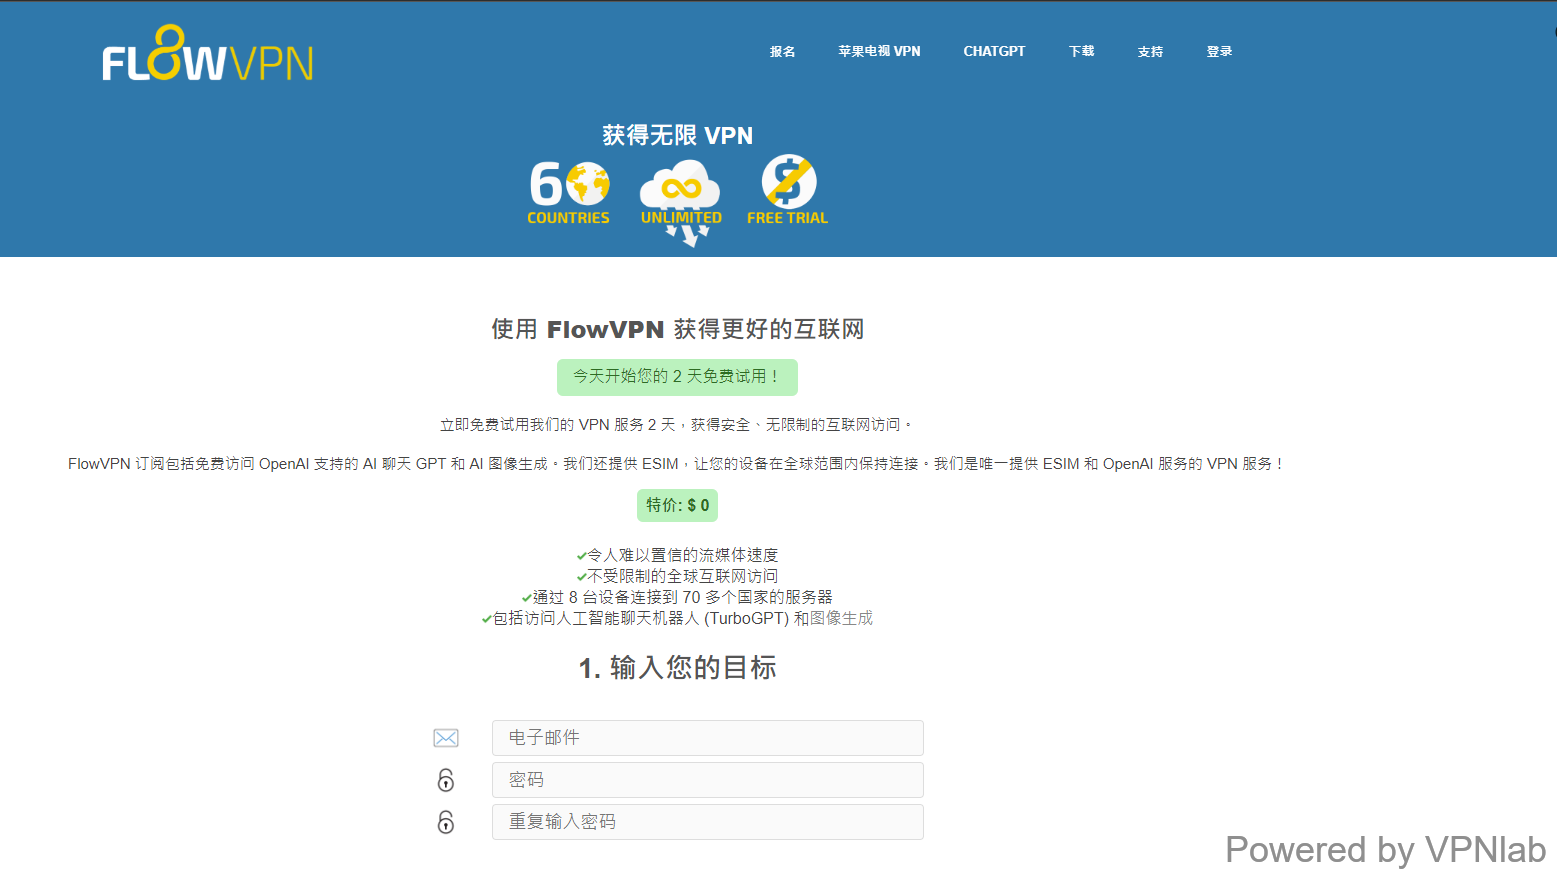 FL8WVPN
报名 苹果电视 VPN CHATGPT 下载 支持 登录
获得无限 VPN
60 COUNTRIES
UNLIMITED
FREE TRIAL
使用 FlowVPN 获得更好的互联网
今天开始您的 2 天免费试用！
立即免费试用我们的 VPN 服务 2 天，获得安全、无限制的互联网访问。
FlowVPN 订阅包括免费访问 OpenAI 支持的 AI 聊天 GPT 和 AI 图像生成。我们还提供 ESIM，让您的设备在全球范围内保持连接。我们是唯一提供 ESIM 和 OpenAI 服务的 VPN 服务！
特价: $ 0
令人难以置信的流媒体速度
不受限制的全球互联网访问
通过 8 台设备连接到 70 多个国家的服务器
包括访问人工智能聊天机器人 (TurboGPT) 和图像生成
1. 输入您的目标
电子邮件
密码
重复输入密码
Powered by VPNlab